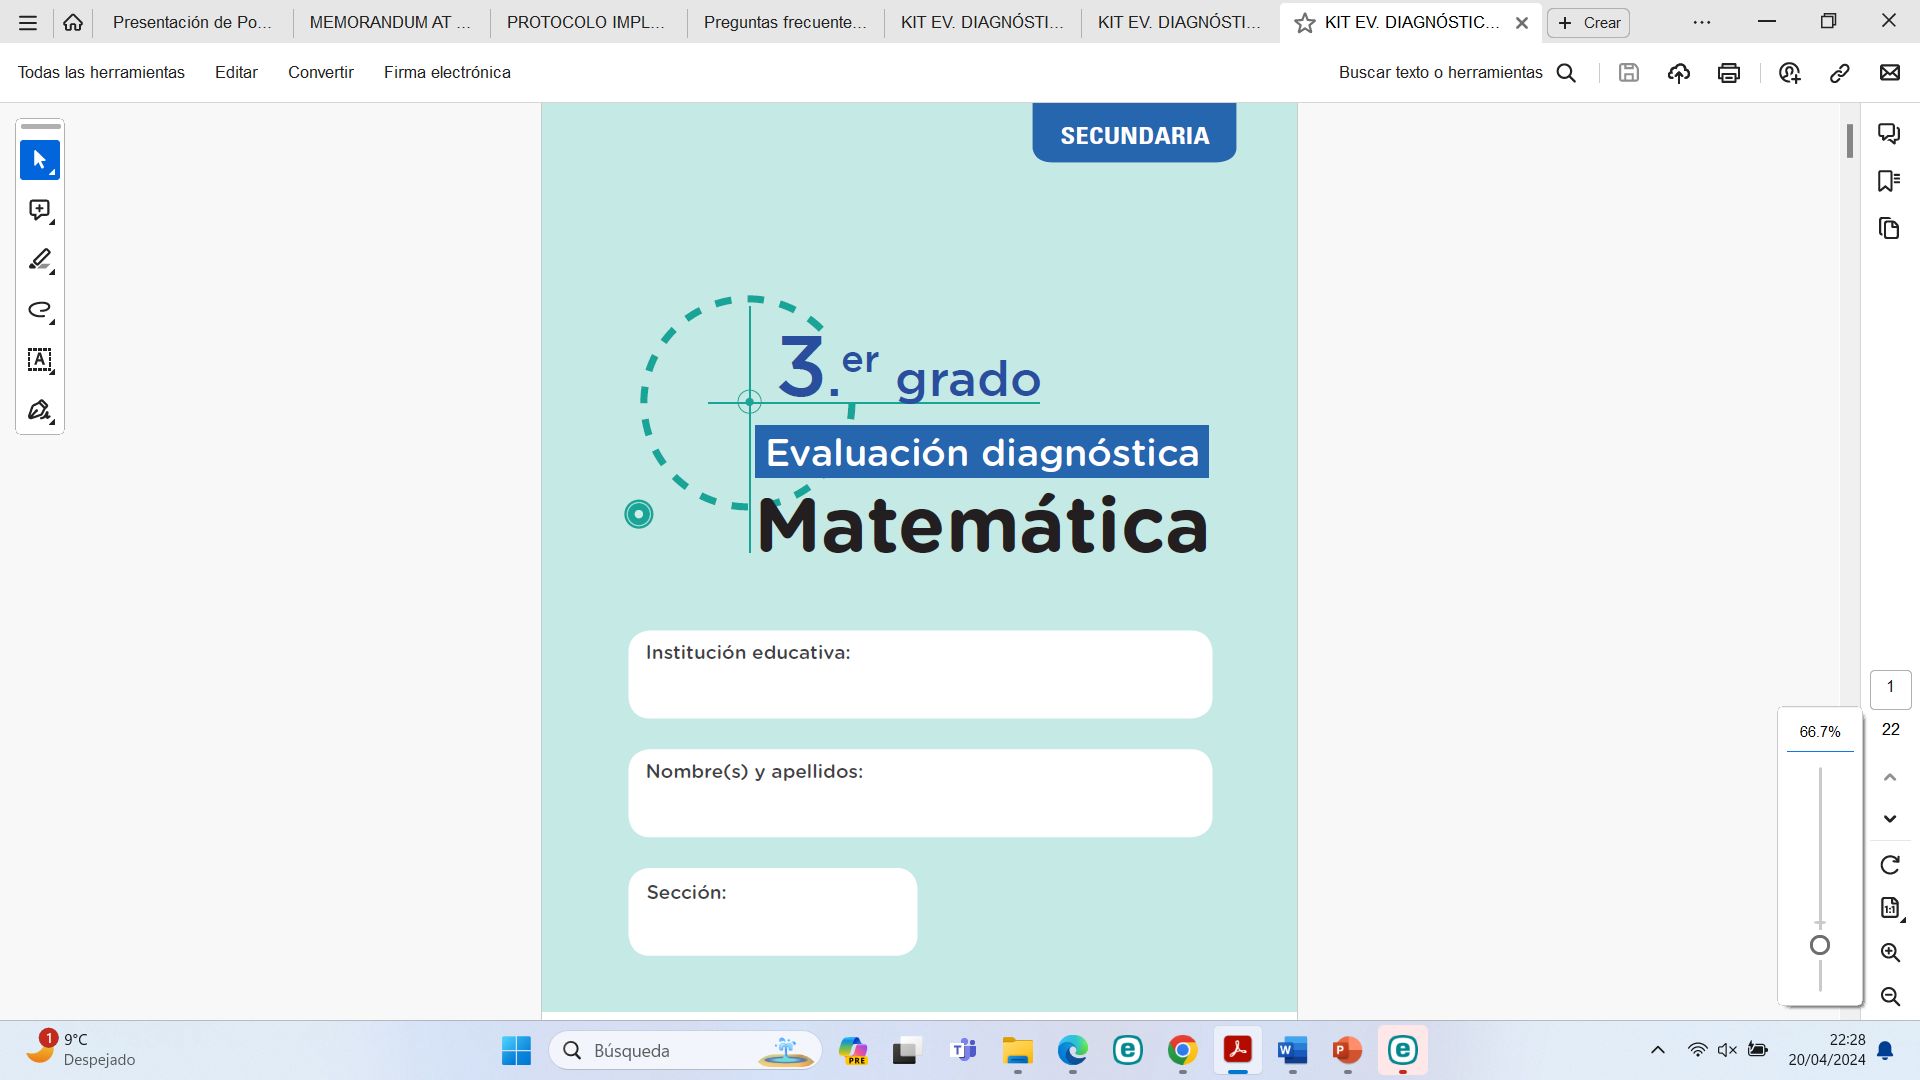 Presentación de Po...
MEMORANDUM AT ...
PROTOCOLO IMPL...
Preguntas frecuente...
KIT EV. DIAGNÓSTI...
KIT EV. DIAGNÓSTI...
KIT EV. DIAGNÓSTIC...
Crear
Todas las herramientas
Editar
Convertir
Firma electrónica
Buscar texto o herramientas
SECUNDARIA
3.er grado
Evaluación diagnóstica
Matemática
Institución educativa:
Nombre(s) y apellidos:
Sección:
1
22
66.7%
1
9°C
Despejado
Búsqueda
PRE
22:28
20/04/2024